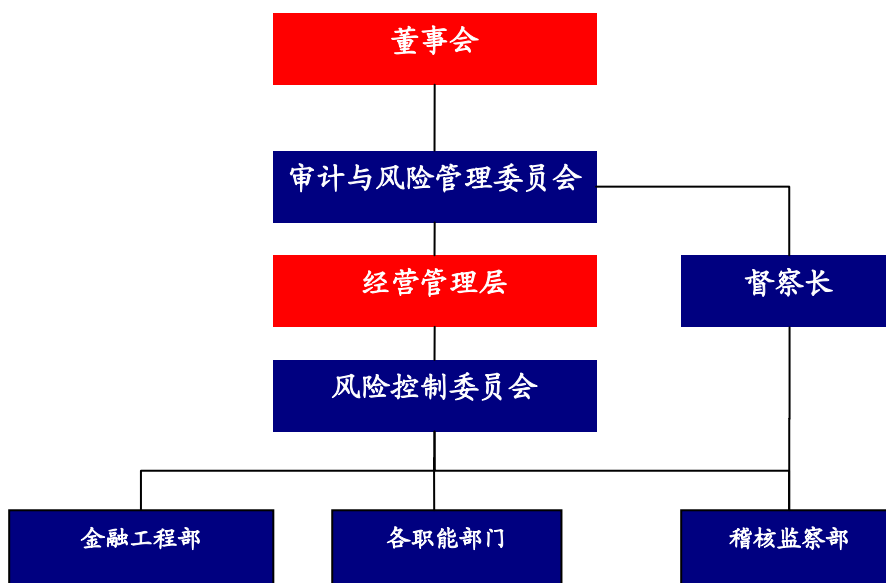 董事会
审计与风险管理委员会
经营管理层
督察长
风险控制委员会
金融工程部
各职能部门
稽核监察部